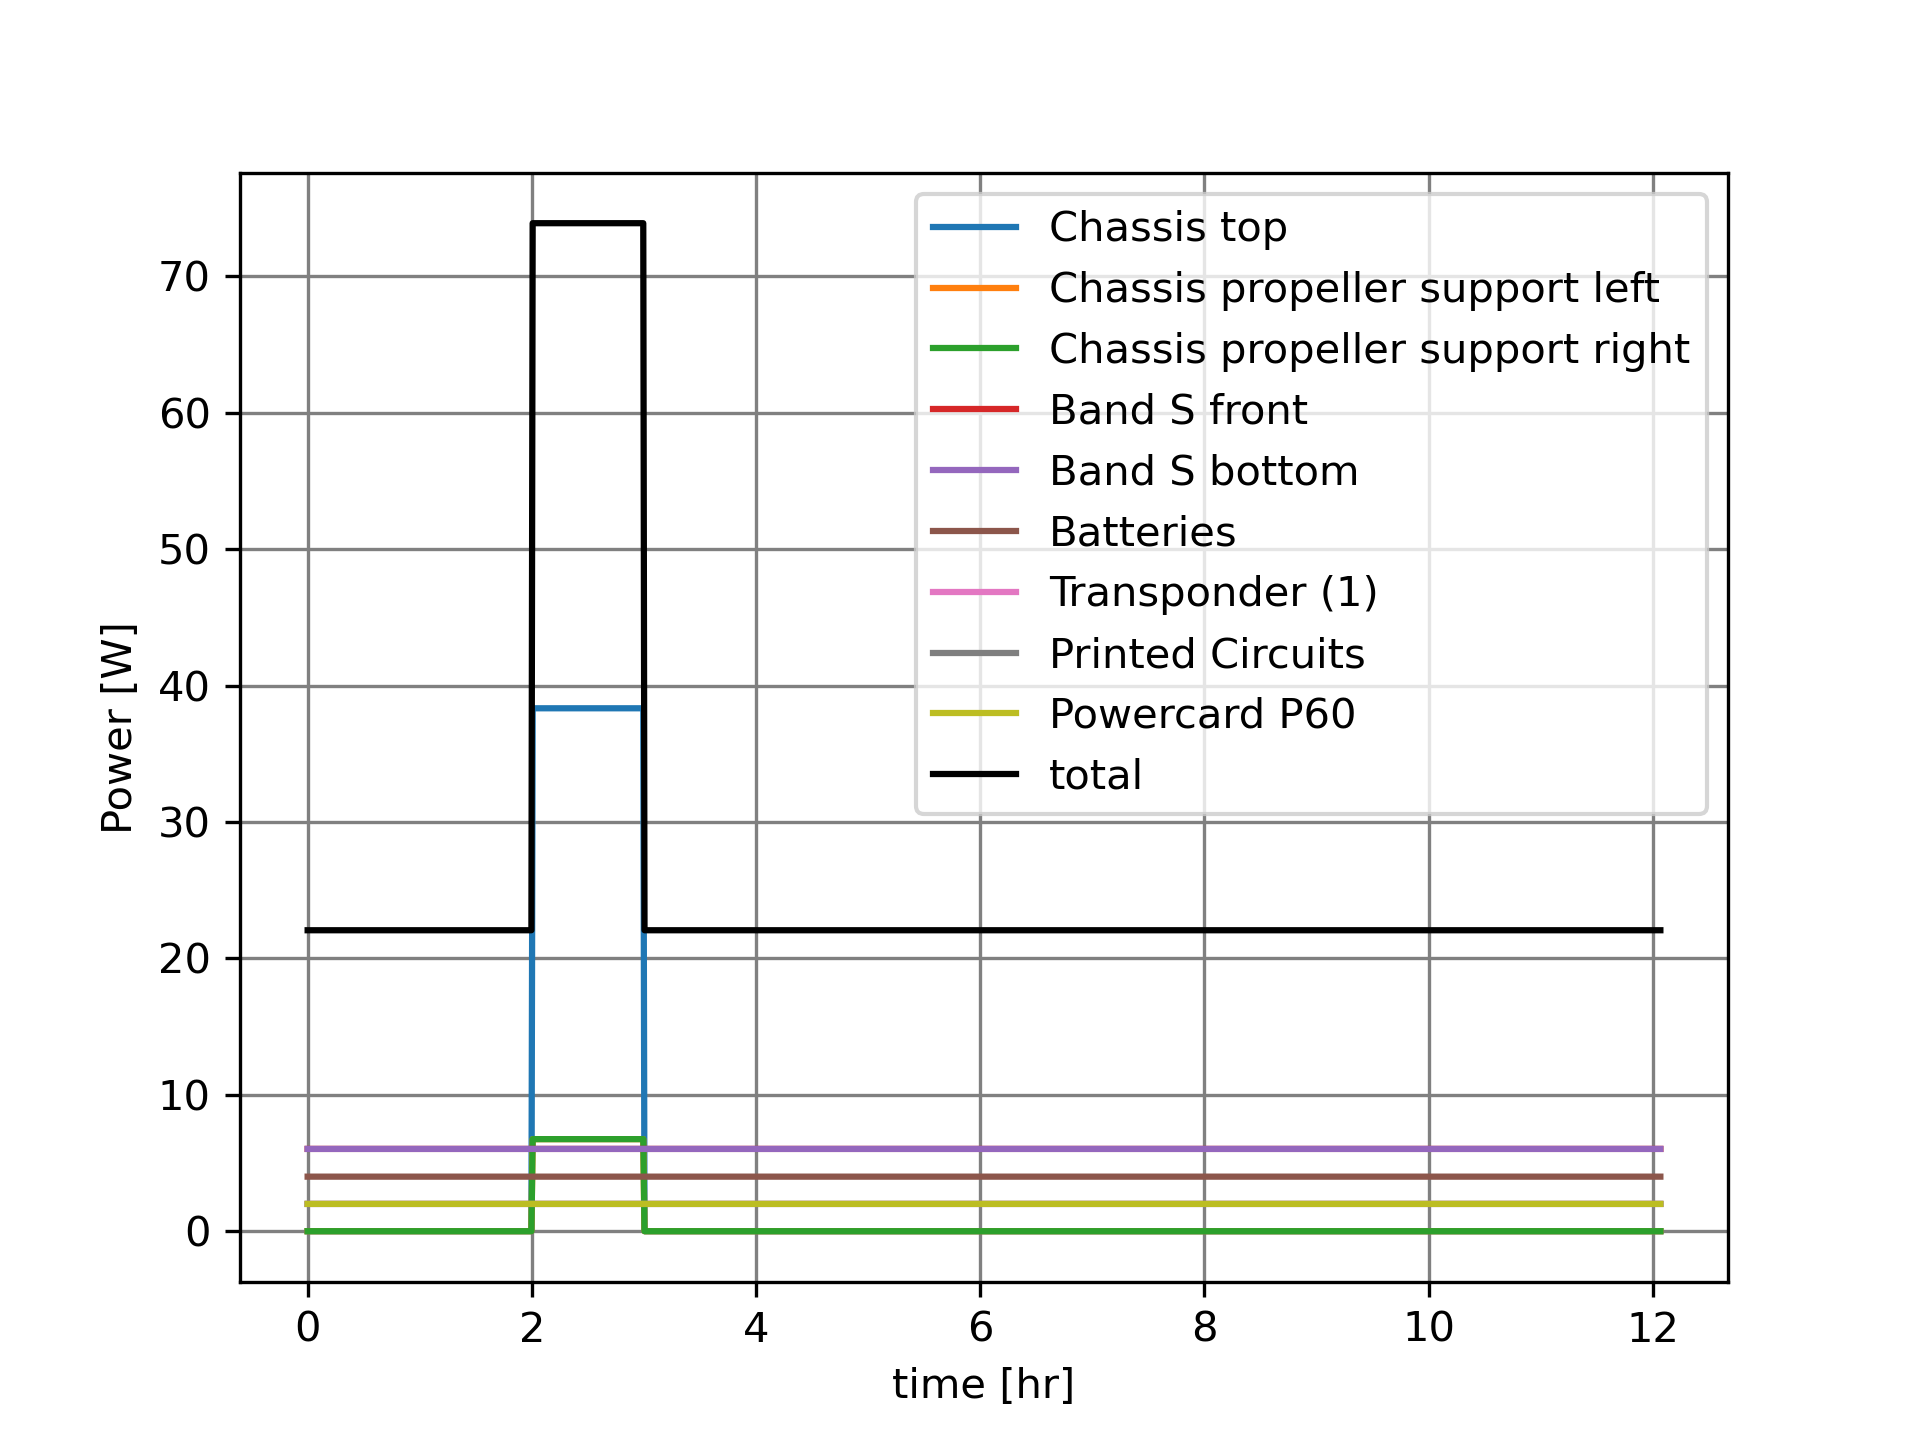 70
60
50
40
30
20
10
0
Power [W]
Chassis top
Chassis propeller support left
Chassis propeller support right
Band S front
Band S bottom
Batteries
Transponder (1)
Printed Circuits
Powercard P60
total
0 2 4 6 8 10 12
time [hr]